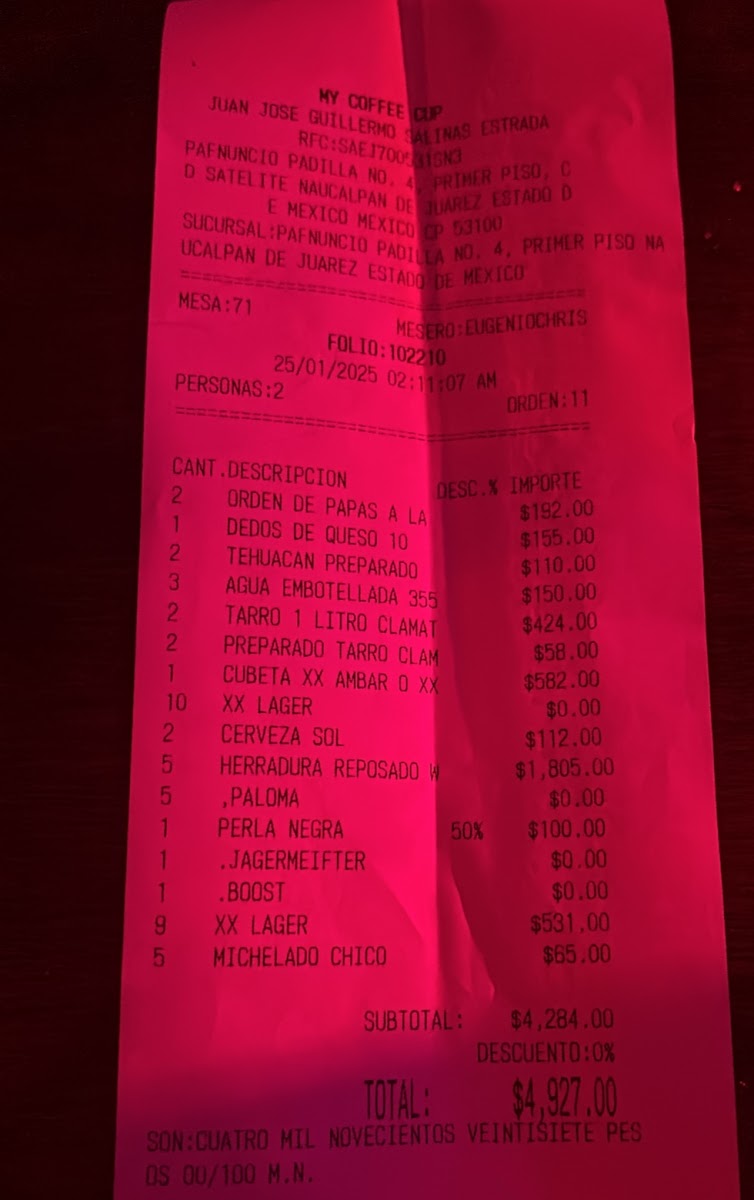 MY COFFEE CUP
JUAN JOSE GUILLERMO SALINAS ESTRADA
RFC:SAEJ700531GN3
PAFNUNCIO PADILLA NO. 4, PRIMER PISO, C
D SATELITE NAUCALPAN DE JUAREZ ESTADO D
E MEXICO MEXICO CP 53100
SUCURSAL:PAFNUNCIO PADILLA NO. 4, PRIMER PISO NA
UCALPAN DE JUAREZ ESTADO DE MEXICO
MESA:71 MESERO:EUGENIOCHRIS
FOLIO:102210
25/01/2025 02:11:07 AM
PERSONAS:2 ORDEN:11
CANT.DESCRIPCION DESC.% IMPORTE
2 ORDEN DE PAPAS A LA $192.00
1 DEDOS DE QUESO 10 $155.00
2 TEHUACAN PREPARADO $110.00
3 AGUA EMBOTELLADA 355 $150.00
2 TARRO 1 LITRO CLAMAT $424.00
2 PREPARADO TARRO CLAM $58.00
1 CUBETA XX AMBAR O XX $582.00
10 XX LAGER $0.00
2 CERVEZA SOL $112.00
5 HERRADURA REPOSADO W $1,805.00
5 ,PALOMA $0.00
1 PERLA NEGRA 50% $100.00
1 .JAGERMEIFTER $0.00
1 .BOOST $0.00
9 XX LAGER $531.00
5 MICHELADO CHICO $65.00
SUBTOTAL: $4,284.00
DESCUENTO:0%
TOTAL: $4,927.00
SON:CUATRO MIL NOVECIENTOS VEINTISIETE PES
OS 00/100 M.N.